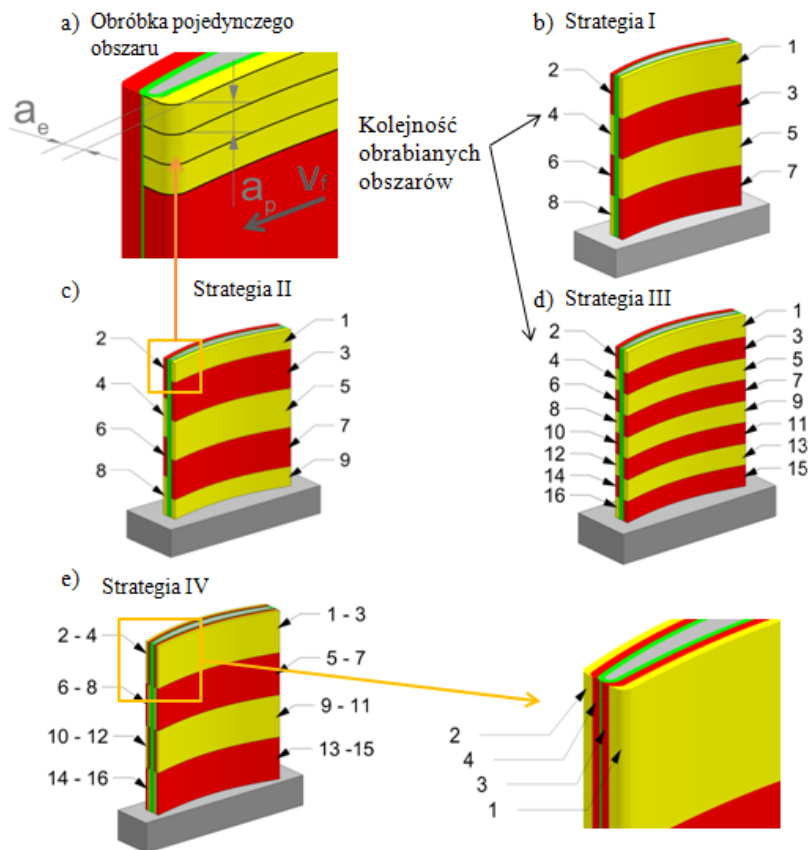 a) Obróbka pojedynczego
obszaru
a_e
a_p
V_f
Kolejność
obrabianych
obszarów
b) Strategia I
1
2
3
4
5
6
7
8
c) Strategia II
1
2
3
4
5
6
7
8
9
d) Strategia III
1
2
3
4
5
6
7
8
9
10
11
12
13
14
15
16
e) Strategia IV
1 - 3
2 - 4
5 - 7
6 - 8
9 - 11
10 - 12
13 -15
14 - 16
2
4
3
1